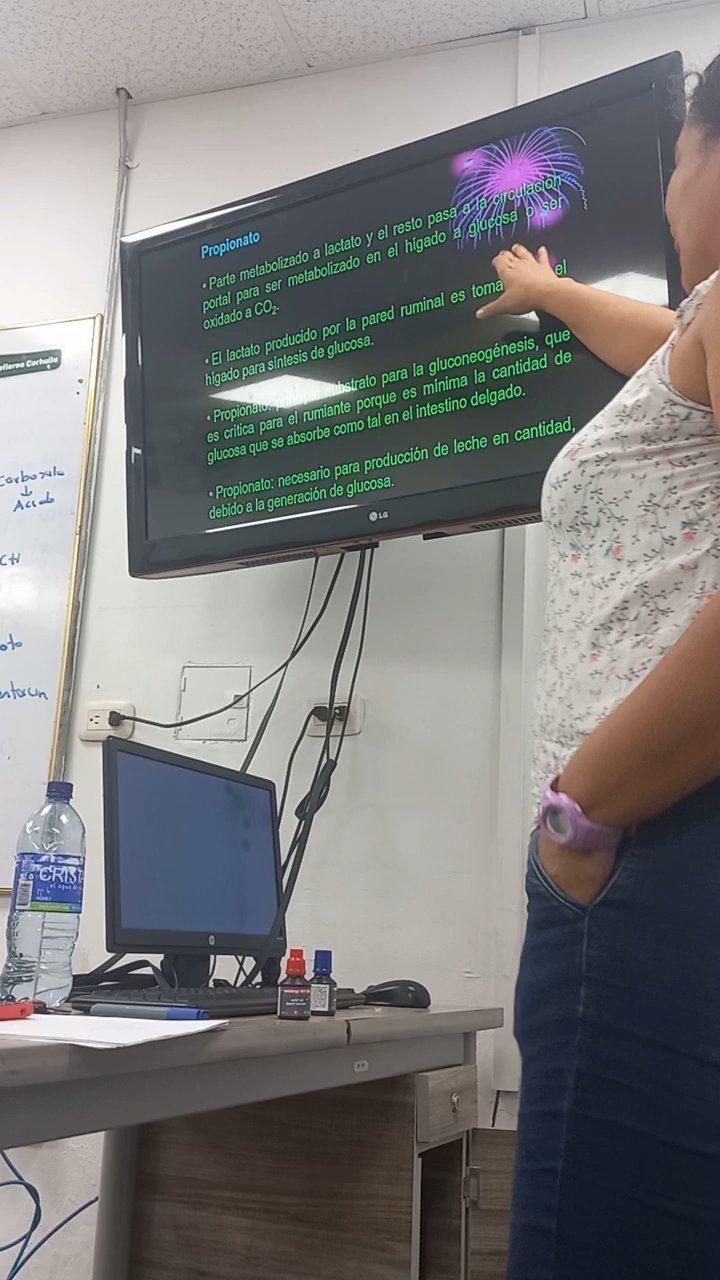 Propionato
• Parte metabolizado a lactato y el resto pasa a la circulación
portal para ser metabolizado en el hígado a glucosa o ser
oxidado a CO2.
• El lactato producido por la pared ruminal es el
hígado para síntesis de glucosa.
• Propionato: principal substrato para la gluconeogénesis, que
es crítica para el rumiante porque es mínima la cantidad de
glucosa que se absorbe como tal en el intestino delgado.
• Propionato: necesario para producción de leche en cantidad,
debido a la generación de glucosa.
LG
Corhuila
↓
Acido
CRIST
hp